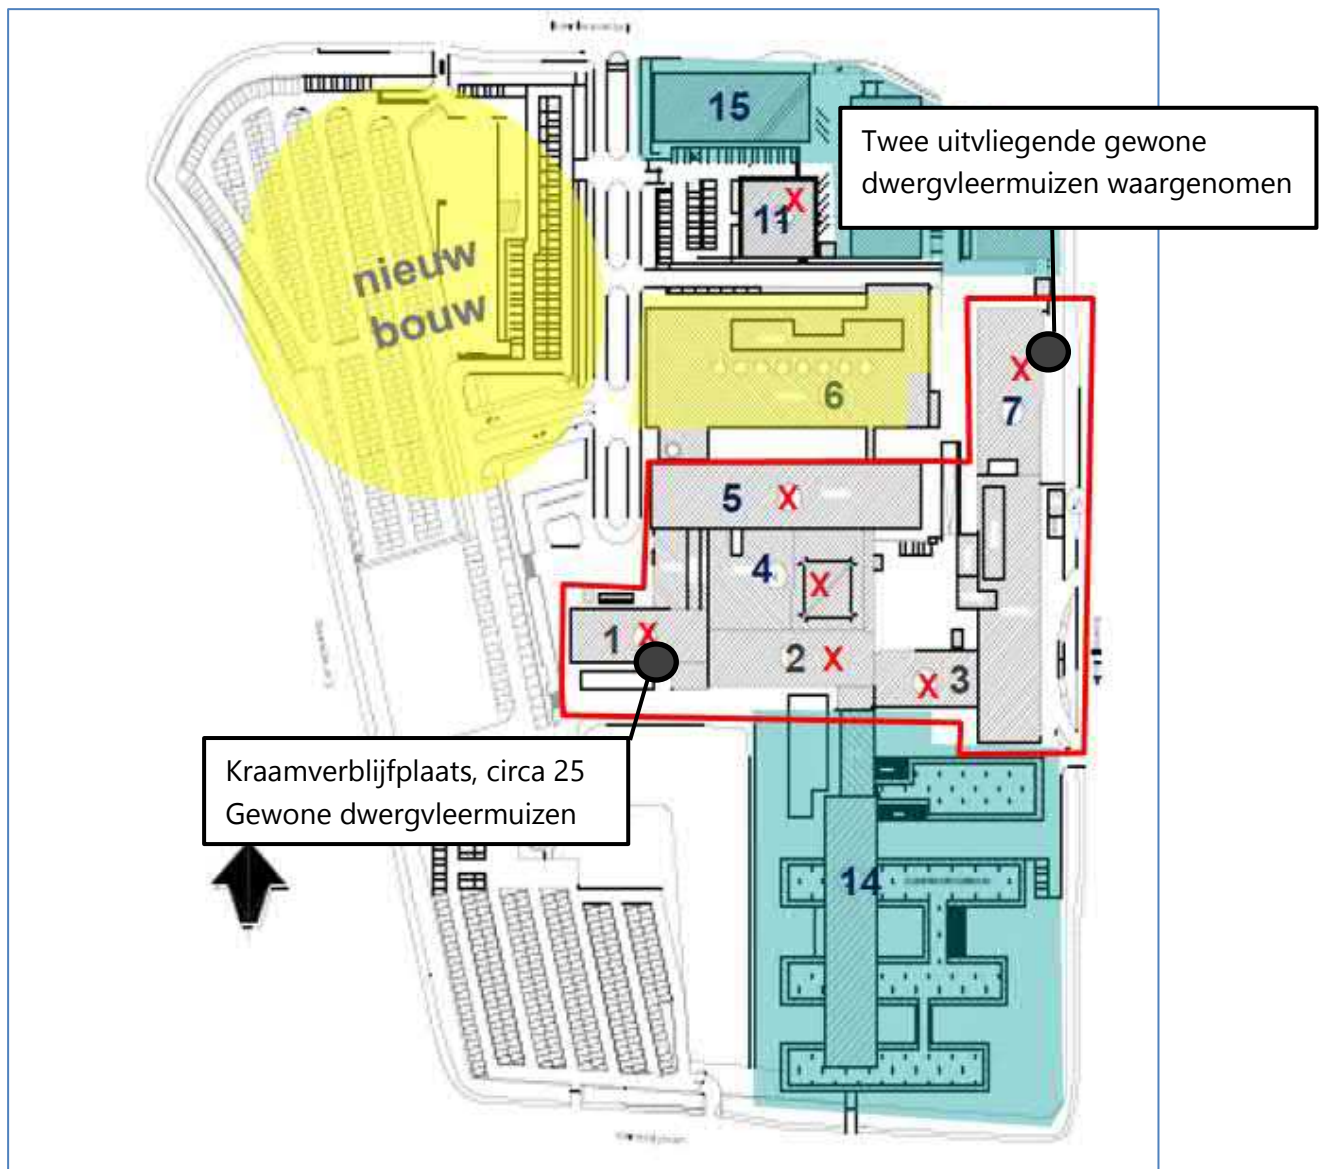 15
Twee uitvliegende gewone
dwergvleermuizen waargenomen
X
11
nieuw
bouw
X
6
7
5 X
4 X
1 X
2 X
X 3
Kraamverblijfplaats, circa 25
Gewone dwergvleermuizen
14